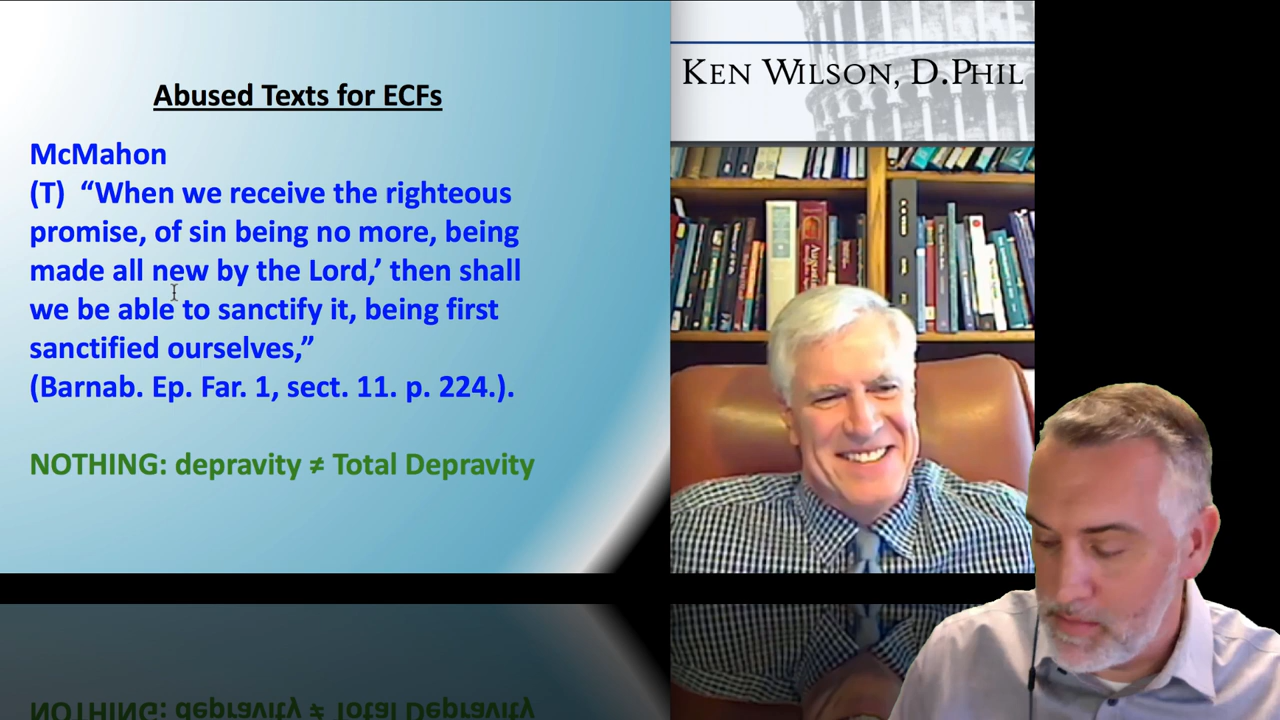 Abused Texts for ECFs
McMahon
(T) “When we receive the righteous
promise, of sin being no more, being
made all new by the Lord,’ then shall
we be able to sanctify it, being first
sanctified ourselves,”
(Barnab. Ep. Far. 1, sect. 11. p. 224.).
NOTHING: depravity ≠ Total Depravity
KEN WILSON, D.PHIL
NOTHING: depravity ≠ Total Depravity